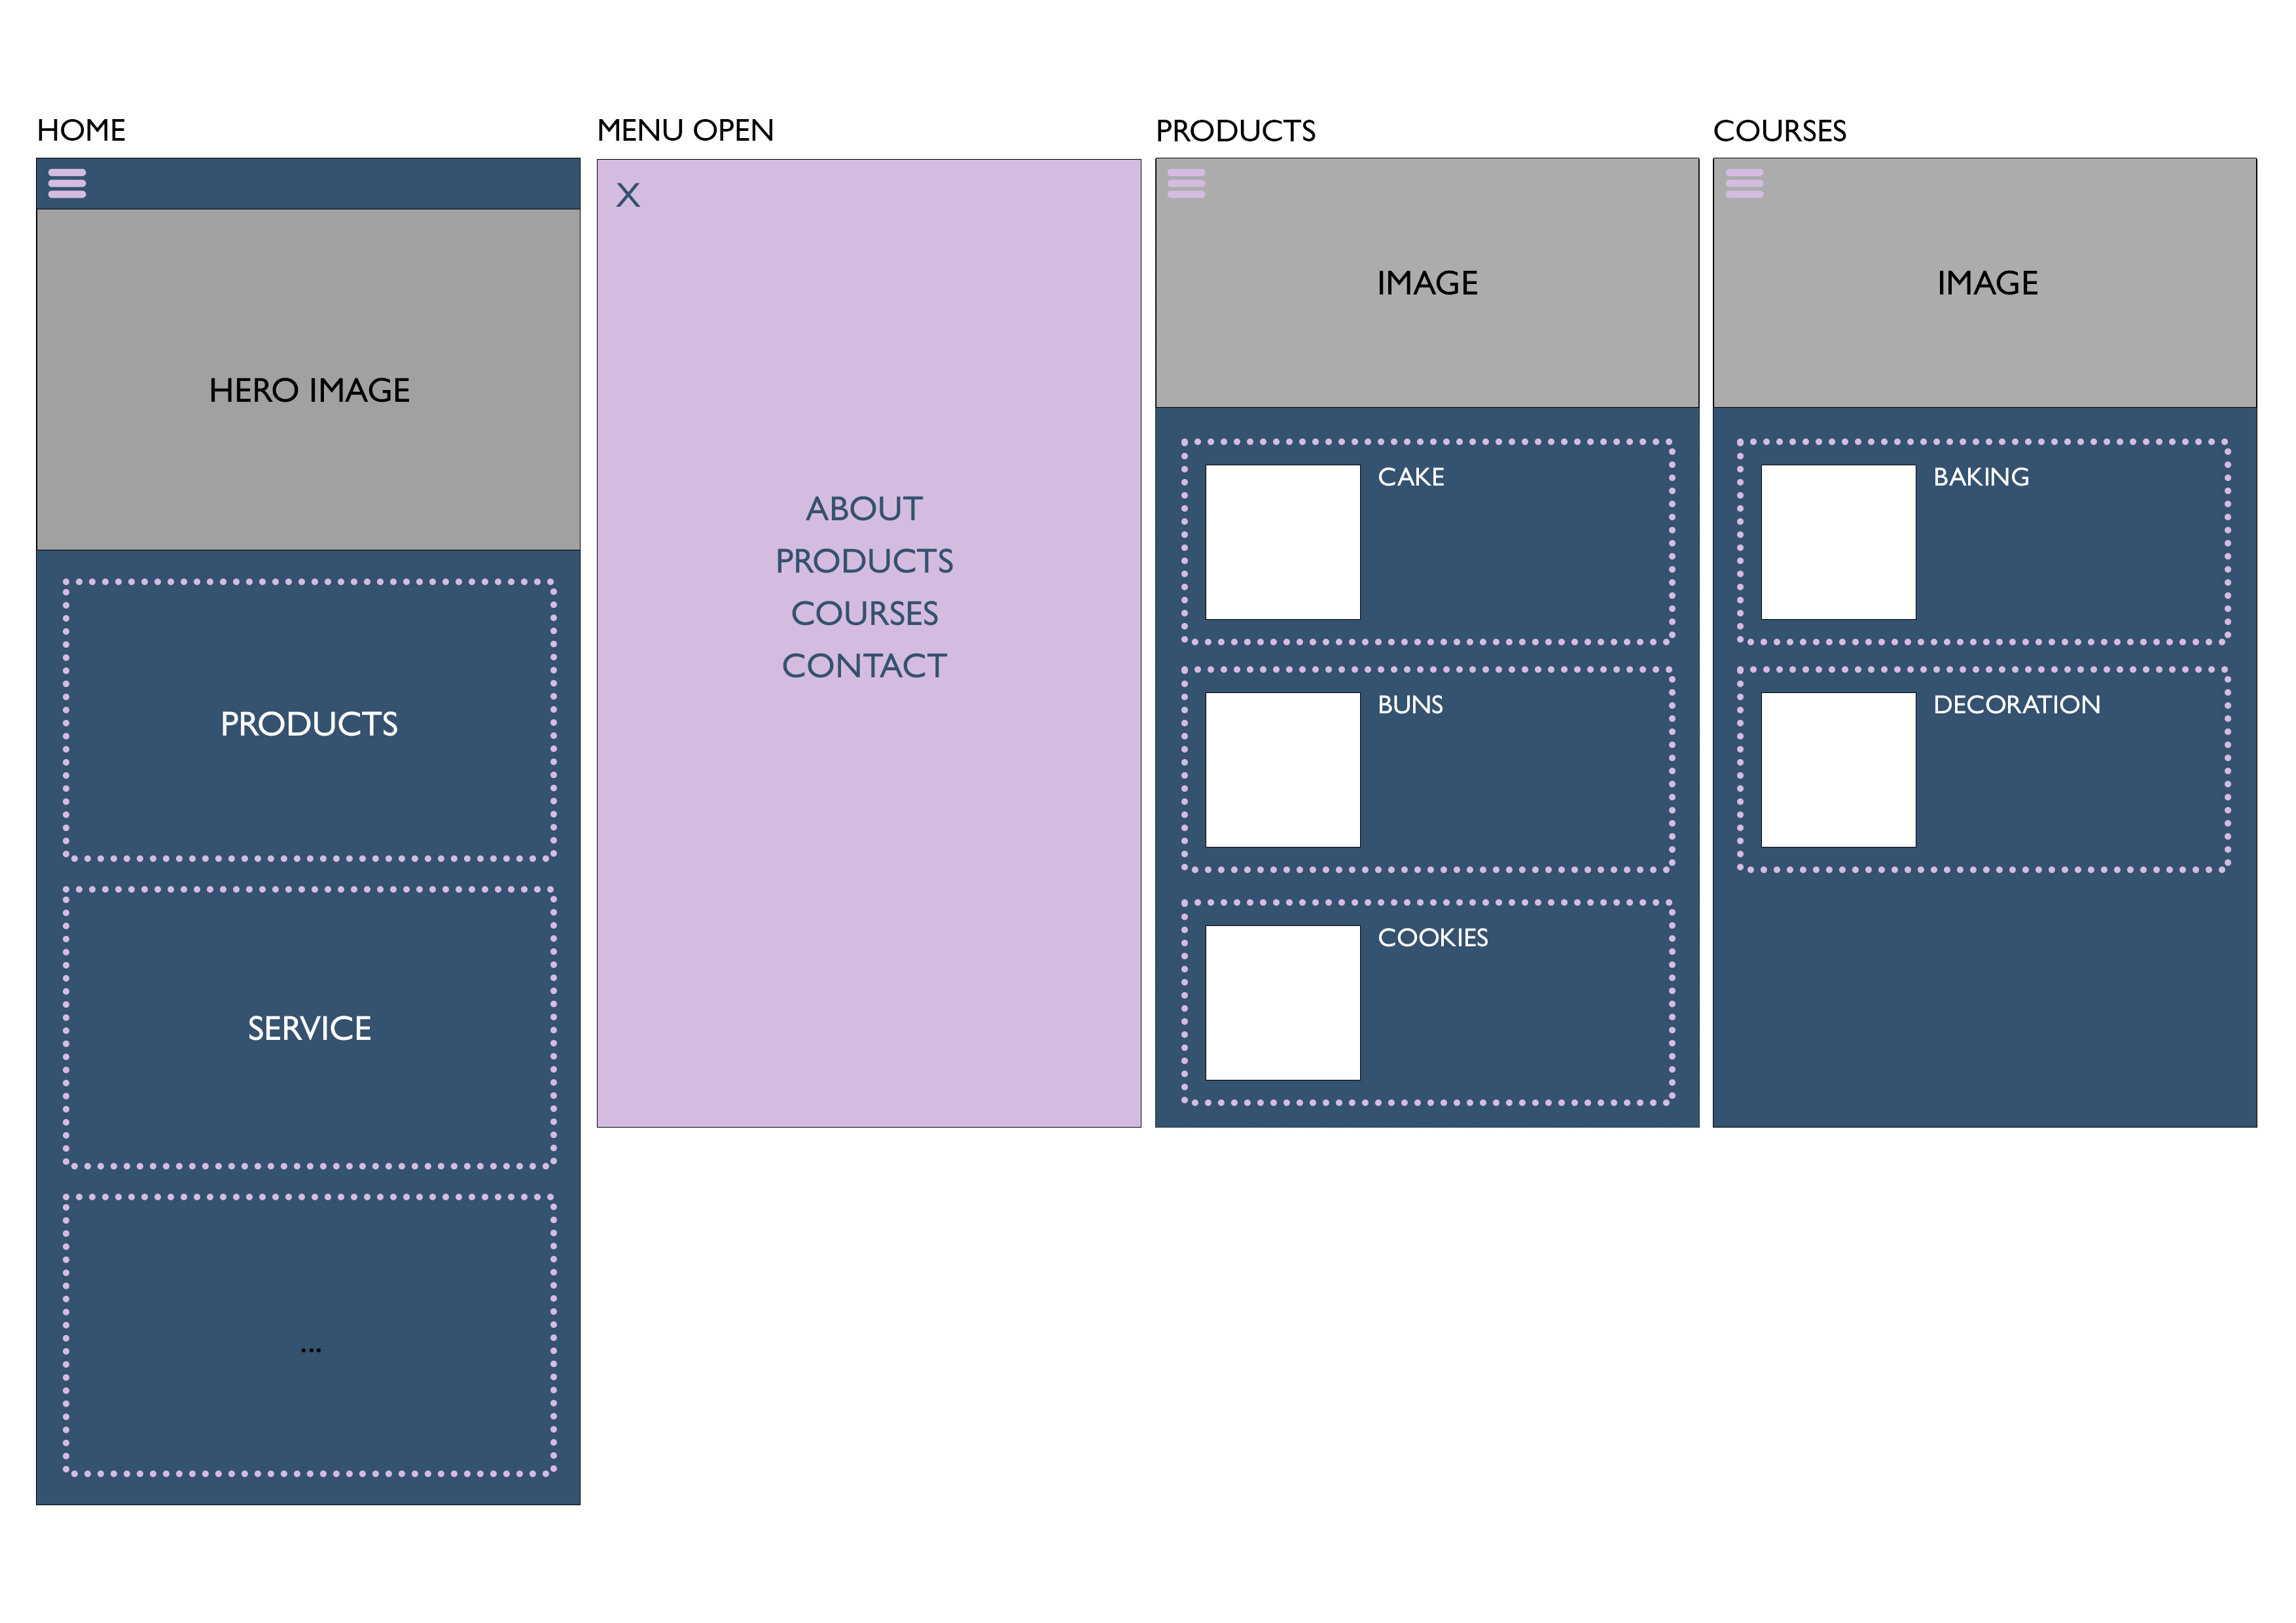 HOME
HERO IMAGE
PRODUCTS
SERVICE
...
MENU OPEN
X
ABOUT
PRODUCTS
COURSES
CONTACT
PRODUCTS
IMAGE
CAKE
BUNS
COOKIES
COURSES
IMAGE
BAKING
DECORATION